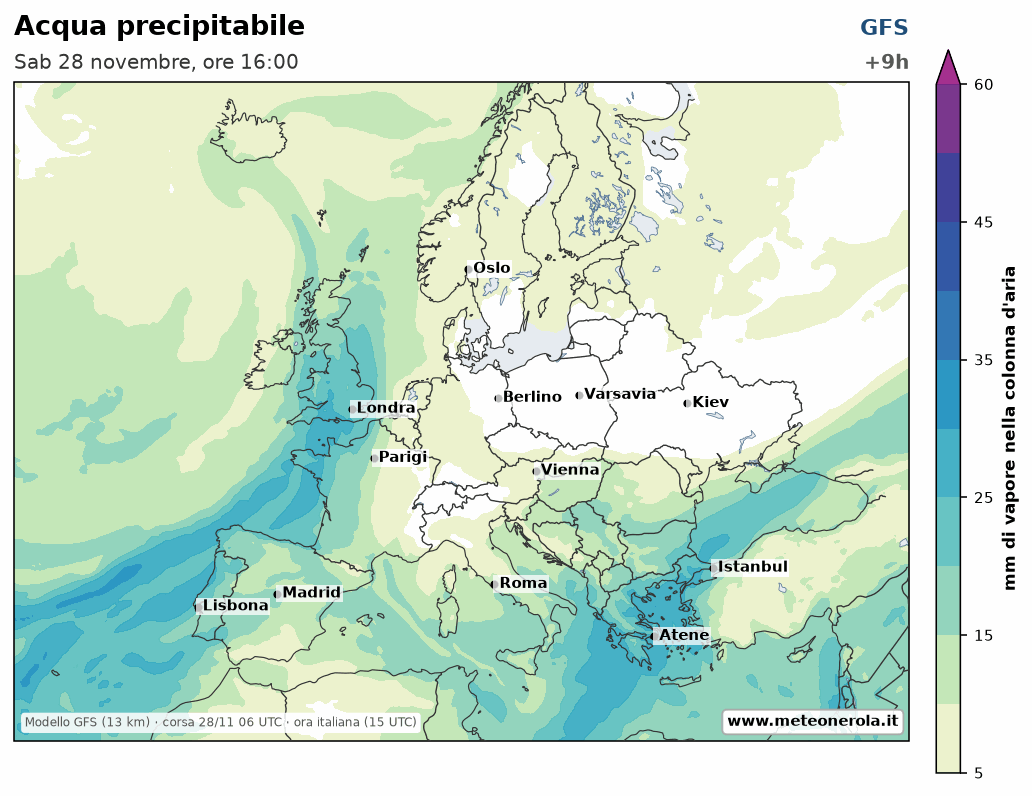 Acqua precipitabile
GFS
Sab 28 novembre, ore 16:00
+9h
60
45
35
25
15
5
mm di vapore nella colonna d'aria
Oslo
Berlino
Varsavia
Kiev
Londra
Parigi
Vienna
Istanbul
Roma
Madrid
Lisbona
Atene
Modello GFS (13 km) · corsa 28/11 06 UTC · ora italiana (15 UTC)
www.meteonerola.it